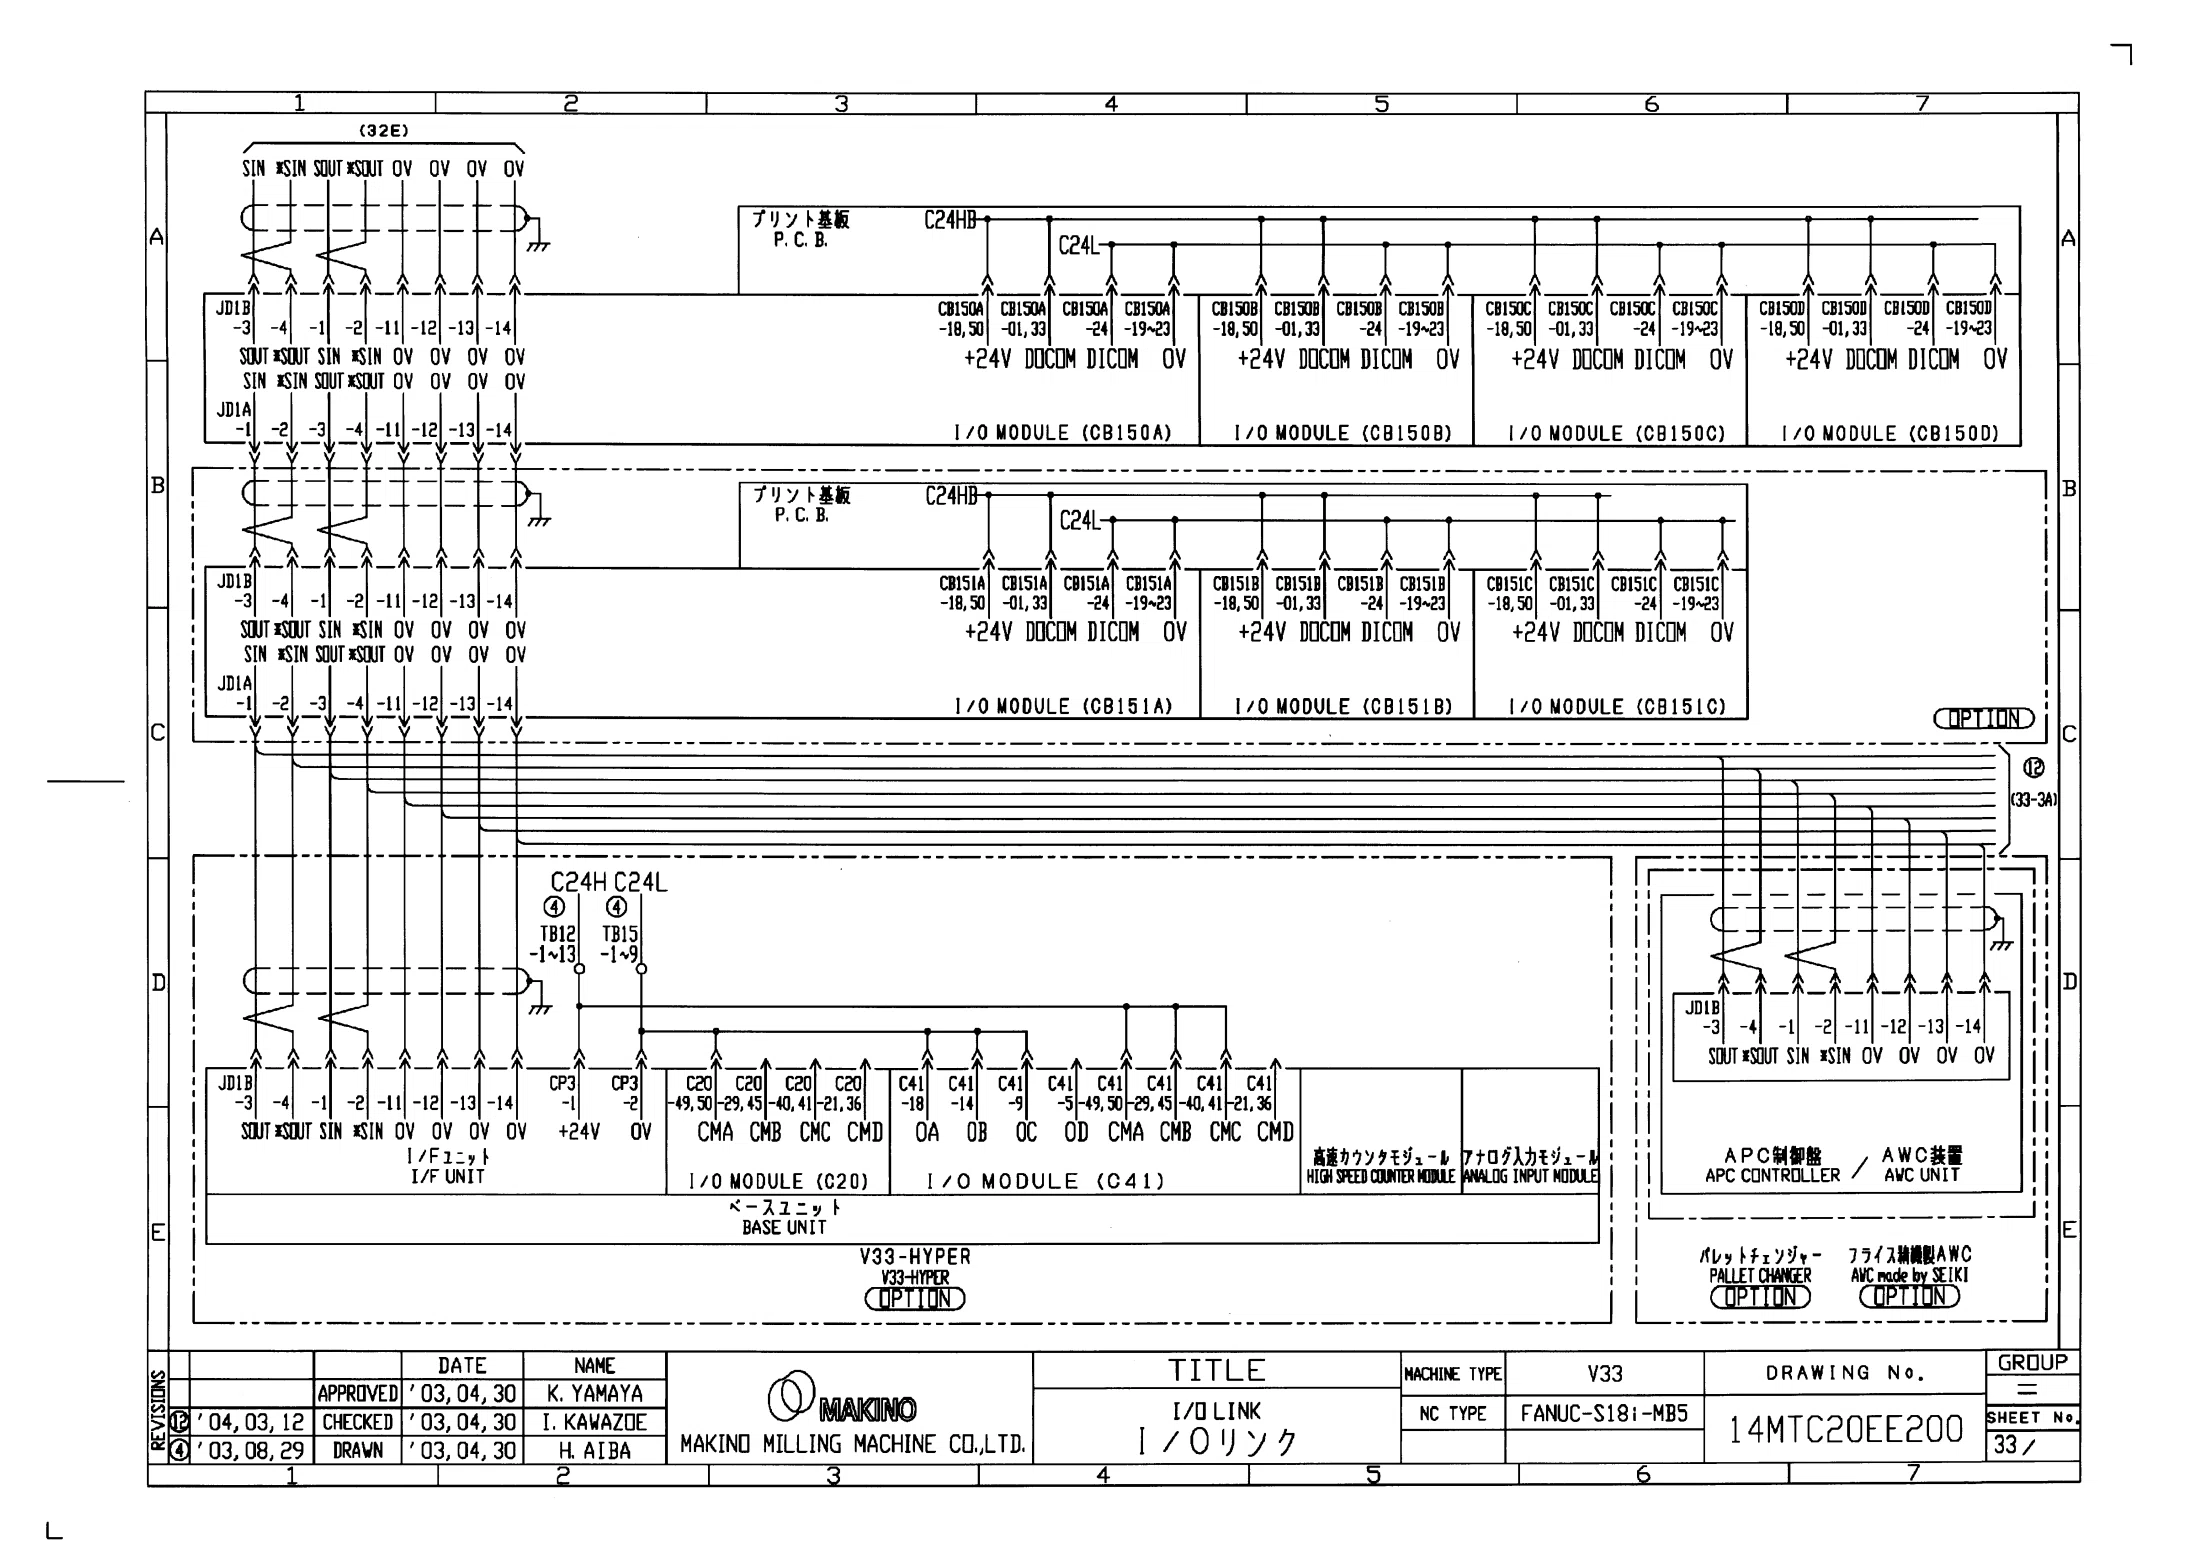 1 2 3 4 5 6 7
(32E)
SIN *SIN SOUT *SOUT 0V 0V 0V 0V
A A
プリント基板 C24HB
P. C. B.
C24L
JD1B
-3 -4 -1 -2 -11 -12 -13 -14
SOUT *SOUT SIN *SIN 0V 0V 0V 0V
SIN *SIN SOUT *SOUT 0V 0V 0V 0V
JD1A
-1 -2 -3 -4 -11 -12 -13 -14
CB150A CB150A CB150A CB150A CB150B CB150B CB150B CB150B CB150C CB150C CB150C CB150C CB150D CB150D CB150D CB150D
-18,50 -01,33 -24 -19~23 -18,50 -01,33 -24 -19~23 -18,50 -01,33 -24 -19~23 -18,50 -01,33 -24 -19~23
+24V DOCOM DICOM 0V +24V DOCOM DICOM 0V +24V DOCOM DICOM 0V +24V DOCOM DICOM 0V
I/O MODULE (CB150A) I/O MODULE (CB150B) I/O MODULE (CB150C) I/O MODULE (CB150D)
B B
プリント基板 C24HB
P. C. B.
C24L
JD1B
-3 -4 -1 -2 -11 -12 -13 -14
SOUT *SOUT SIN *SIN 0V 0V 0V 0V
SIN *SIN SOUT *SOUT 0V 0V 0V 0V
JD1A
-1 -2 -3 -4 -11 -12 -13 -14
CB151A CB151A CB151A CB151A CB151B CB151B CB151B CB151B CB151C CB151C CB151C CB151C
-18,50 -01,33 -24 -19~23 -18,50 -01,33 -24 -19~23 -18,50 -01,33 -24 -19~23
+24V DOCOM DICOM 0V +24V DOCOM DICOM 0V +24V DOCOM DICOM 0V
I/O MODULE (CB151A) I/O MODULE (CB151B) I/O MODULE (CB151C)
OPTION
C C
⑫
(33-3A)
C24H C24L
④ ④
TB12 TB15
-1~13 -1~9
D D
JD1B
-3 -4 -1 -2 -11 -12 -13 -14
SOUT *SOUT SIN *SIN 0V 0V 0V 0V
I/Fユニット
I/F UNIT
CP3 CP3
-1 -2
+24V 0V
C20 C20 C20 C20
-49,50 -29,45 -40,41 -21,36
CMA CMB CMC CMD
I/O MODULE (C20)
C41 C41 C41 C41 C41 C41 C41 C41
-18 -14 -9 -5 -49,50 -29,45 -40,41 -21,36
0A 0B 0C 0D CMA CMB CMC CMD
I/O MODULE (C41)
高速カウンタモジュール
HIGH SPEED COUNTER MODULE
アナログ入力モジュール
ANALOG INPUT MODULE
ベースユニット
BASE UNIT
V33-HYPER
V33-HYPER
OPTION
JD1B
-3 -4 -1 -2 -11 -12 -13 -14
SOUT *SOUT SIN *SIN 0V 0V 0V 0V
APC制御盤 / AWC装置
APC CONTROLLER / AWC UNIT
E E
パレットチェンジャー
PALLET CHANGER
OPTION
フライス精機製AWC
AWC made by SEIKI
OPTION
REVISIONS
DATE NAME
APPROVED '03,04,30 K. YAMAYA
⑫ '04,03,12 CHECKED '03,04,30 I. KAWAZOE
④ '03,08,29 DRAWN '03,04,30 H. AIBA
MAKINO
MAKINO MILLING MACHINE CO.,LTD.
TITLE
I/O LINK
I/Oリンク
MACHINE TYPE V33
NC TYPE FANUC-S18i-MB5
DRAWING No.
14MTC20EE200
GROUP
=
SHEET No.
33/
1 2 3 4 5 6 7